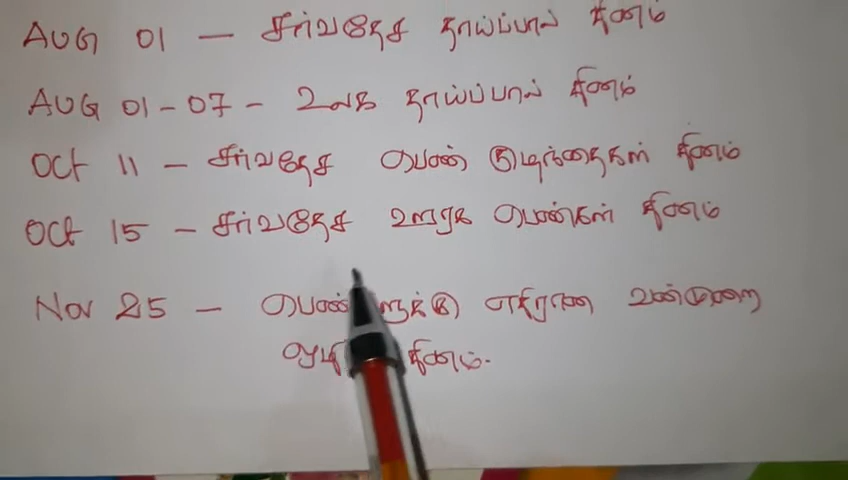 AUG 01 — சர்வதேச தாய்ப்பால் தினம்
AUG 01-07 - உலக தாய்ப்பால் தினம்
Oct 11 — சர்வதேச பெண் குழந்தைகள் தினம்
Oct 15 - சர்வதேச ஊரக பெண்கள் தினம்
Nov 25 — எதிரான வன்முறை
தினம்.